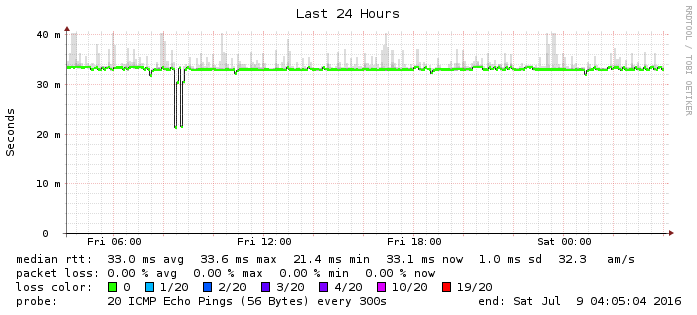 Last 24 Hours
RRDTOOL / TOBI OETIKER
Seconds
40 m
30 m
20 m
10 m
0
Fri 06:00 Fri 12:00 Fri 18:00 Sat 00:00
median rtt: 33.0 ms avg 33.6 ms max 21.4 ms min 33.1 ms now 1.0 ms sd 32.3 am/s
packet loss: 0.00 % avg 0.00 % max 0.00 % min 0.00 % now
loss color: 0 1/20 2/20 3/20 4/20 10/20 19/20
probe: 20 ICMP Echo Pings (56 Bytes) every 300s end: Sat Jul 9 04:05:04 2016